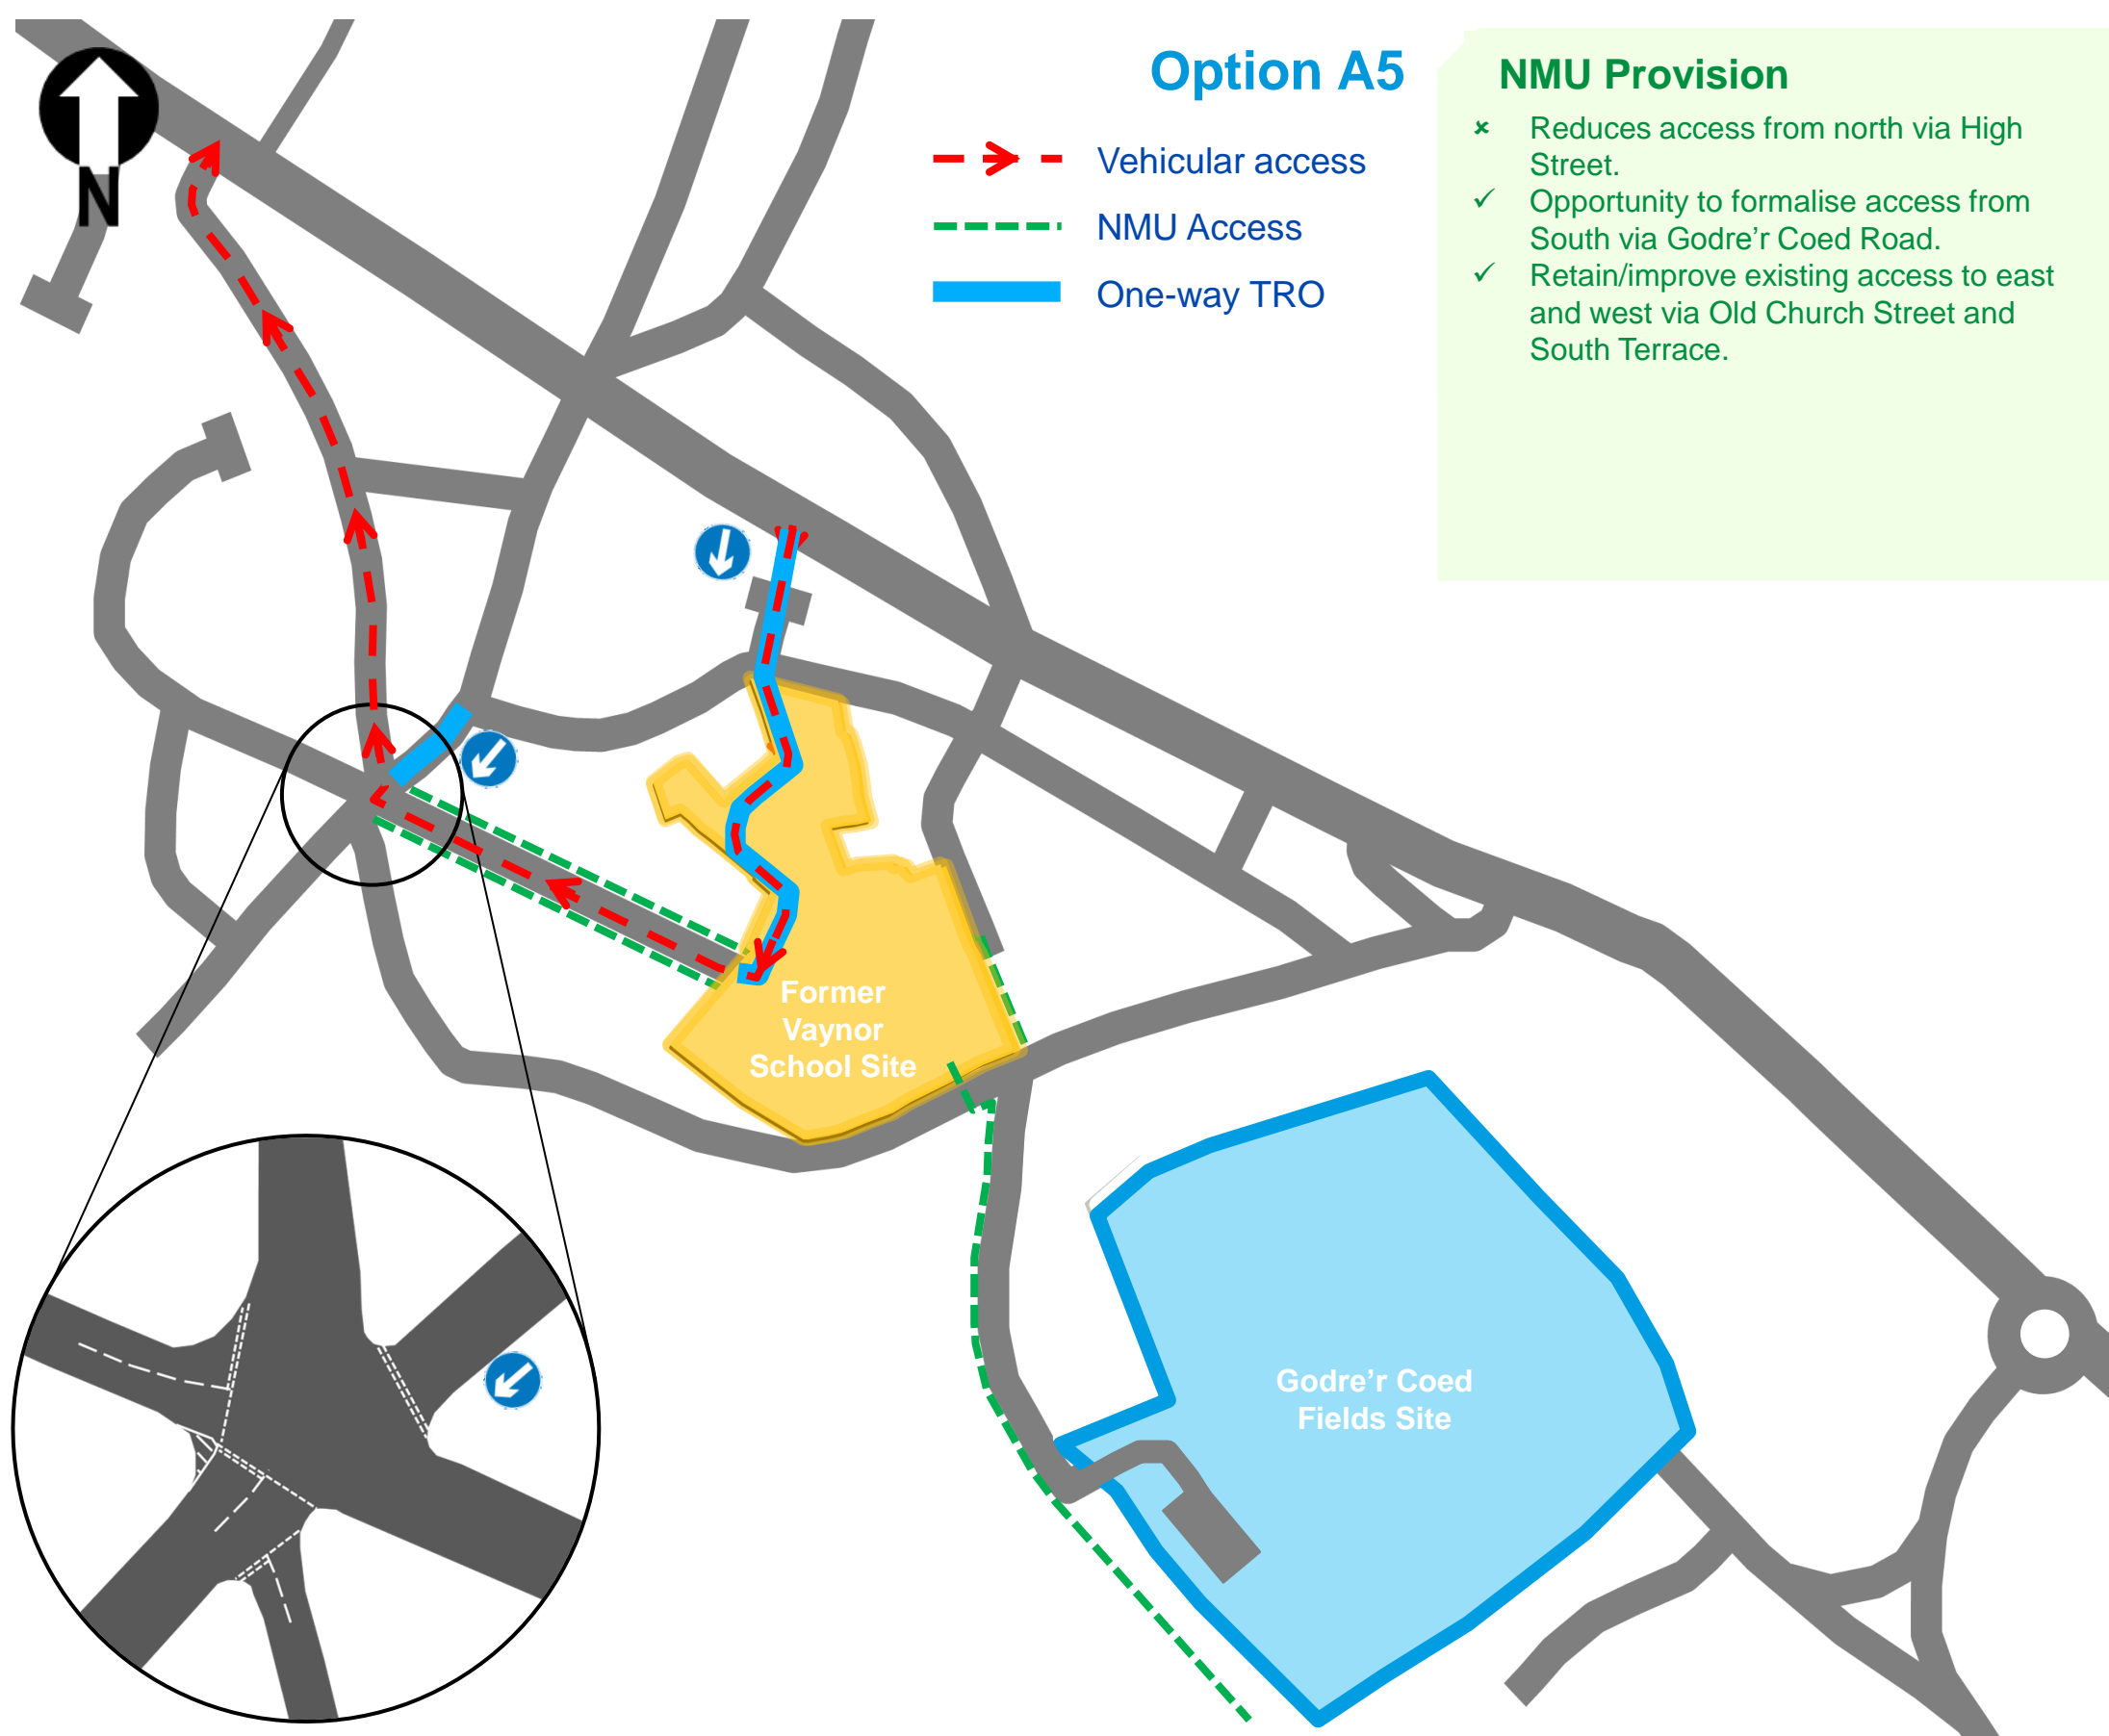 N
Option A5
Vehicular access
NMU Access
One-way TRO
NMU Provision
× Reduces access from north via High
Street.
✓ Opportunity to formalise access from
South via Godre’r Coed Road.
✓ Retain/improve existing access to east
and west via Old Church Street and
South Terrace.
Former
Vaynor
School Site
Godre’r Coed
Fields Site